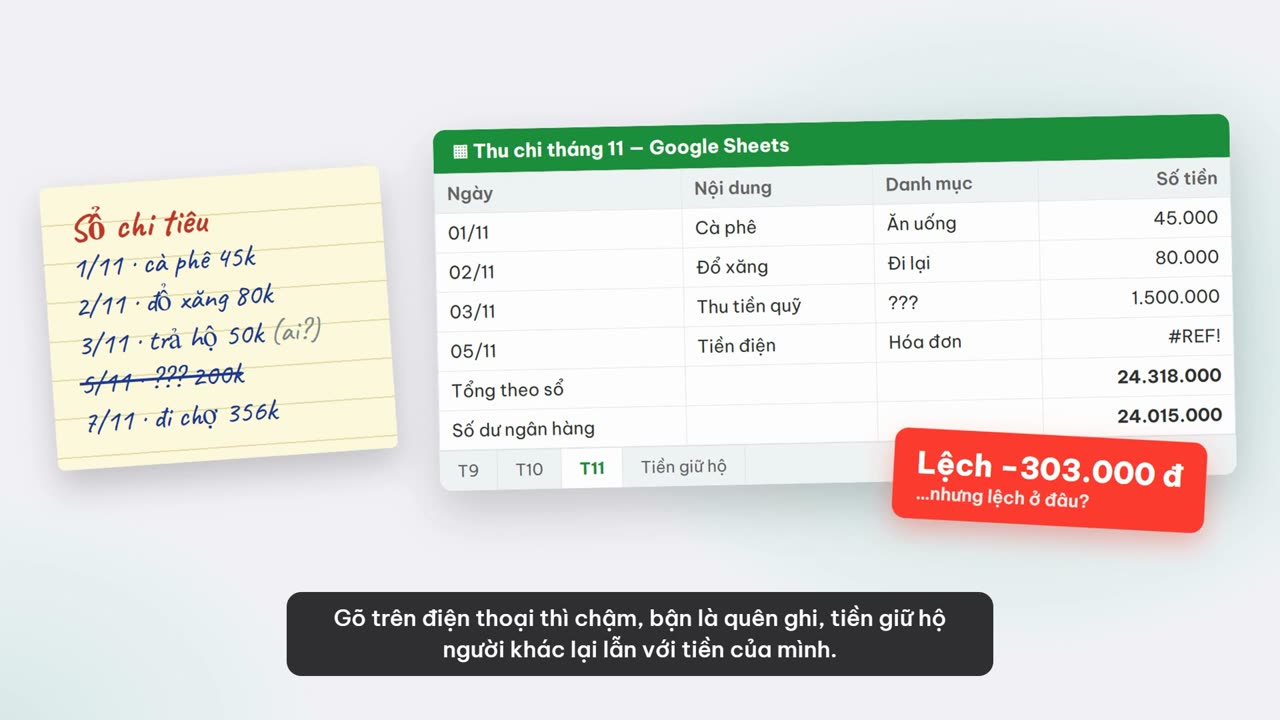 Sổ chi tiêu
1/11 · cà phê 45k
2/11 · đổ xăng 80k
3/11 · trả hộ 50k (ai?)
5/11 · ??? 200k
7/11 · đi chợ 356k
▦ Thu chi tháng 11 — Google Sheets
Ngày Nội dung Danh mục Số tiền
01/11 Cà phê Ăn uống 45.000
02/11 Đổ xăng Đi lại 80.000
03/11 Thu tiền quỹ ??? 1.500.000
05/11 Tiền điện Hóa đơn #REF!
Tổng theo sổ 24.318.000
Số dư ngân hàng 24.015.000
T9 T10 T11 Tiền giữ hộ
Lệch −303.000 đ
...nhưng lệch ở đâu?
Gõ trên điện thoại thì chậm, bận là quên ghi, tiền giữ hộ
người khác lại lẫn với tiền của mình.